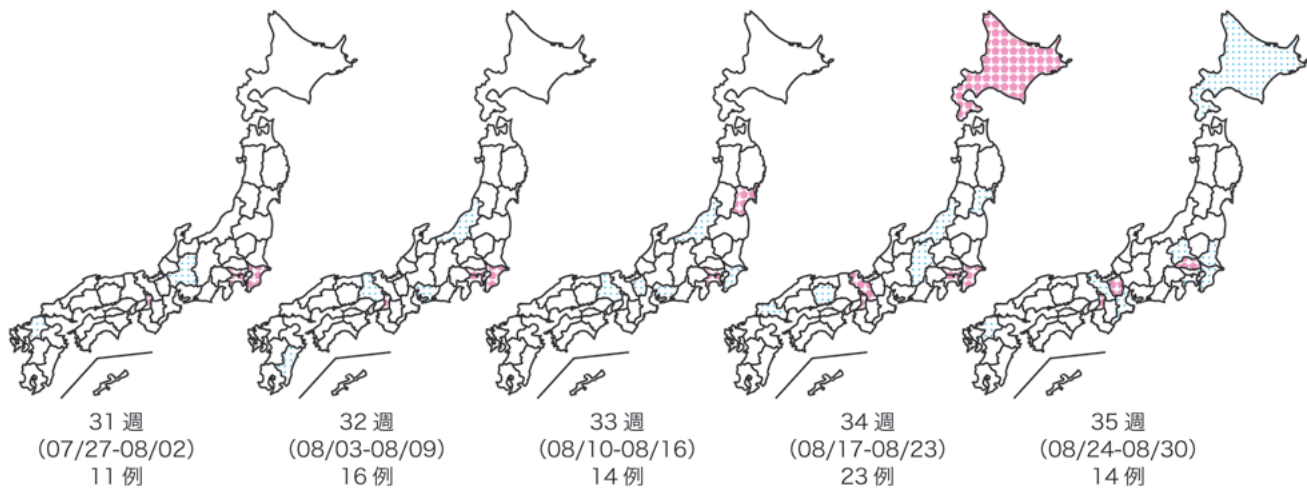 31 週
(07/27-08/02)
11 例
32 週
(08/03-08/09)
16 例
33 週
(08/10-08/16)
14 例
34 週
(08/17-08/23)
23 例
35 週
(08/24-08/30)
14 例